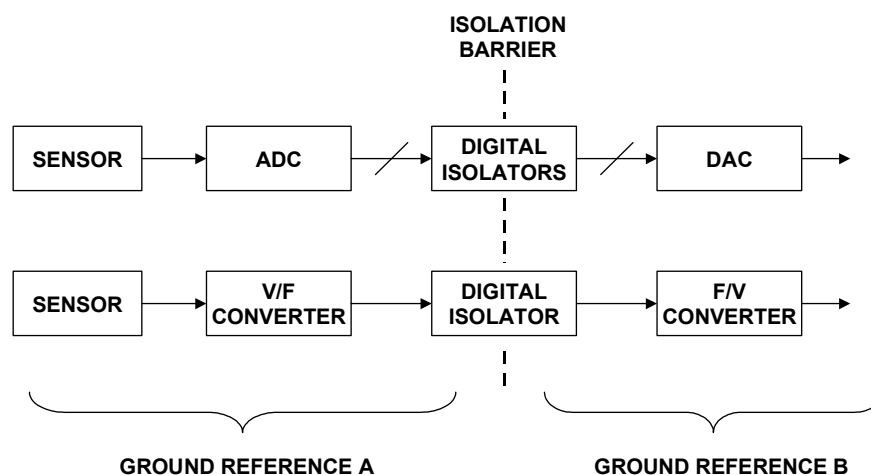 ISOLATION
BARRIER
SENSOR
ADC
DIGITAL
ISOLATORS
DAC
SENSOR
V/F
CONVERTER
DIGITAL
ISOLATOR
F/V
CONVERTER
GROUND REFERENCE A
GROUND REFERENCE B